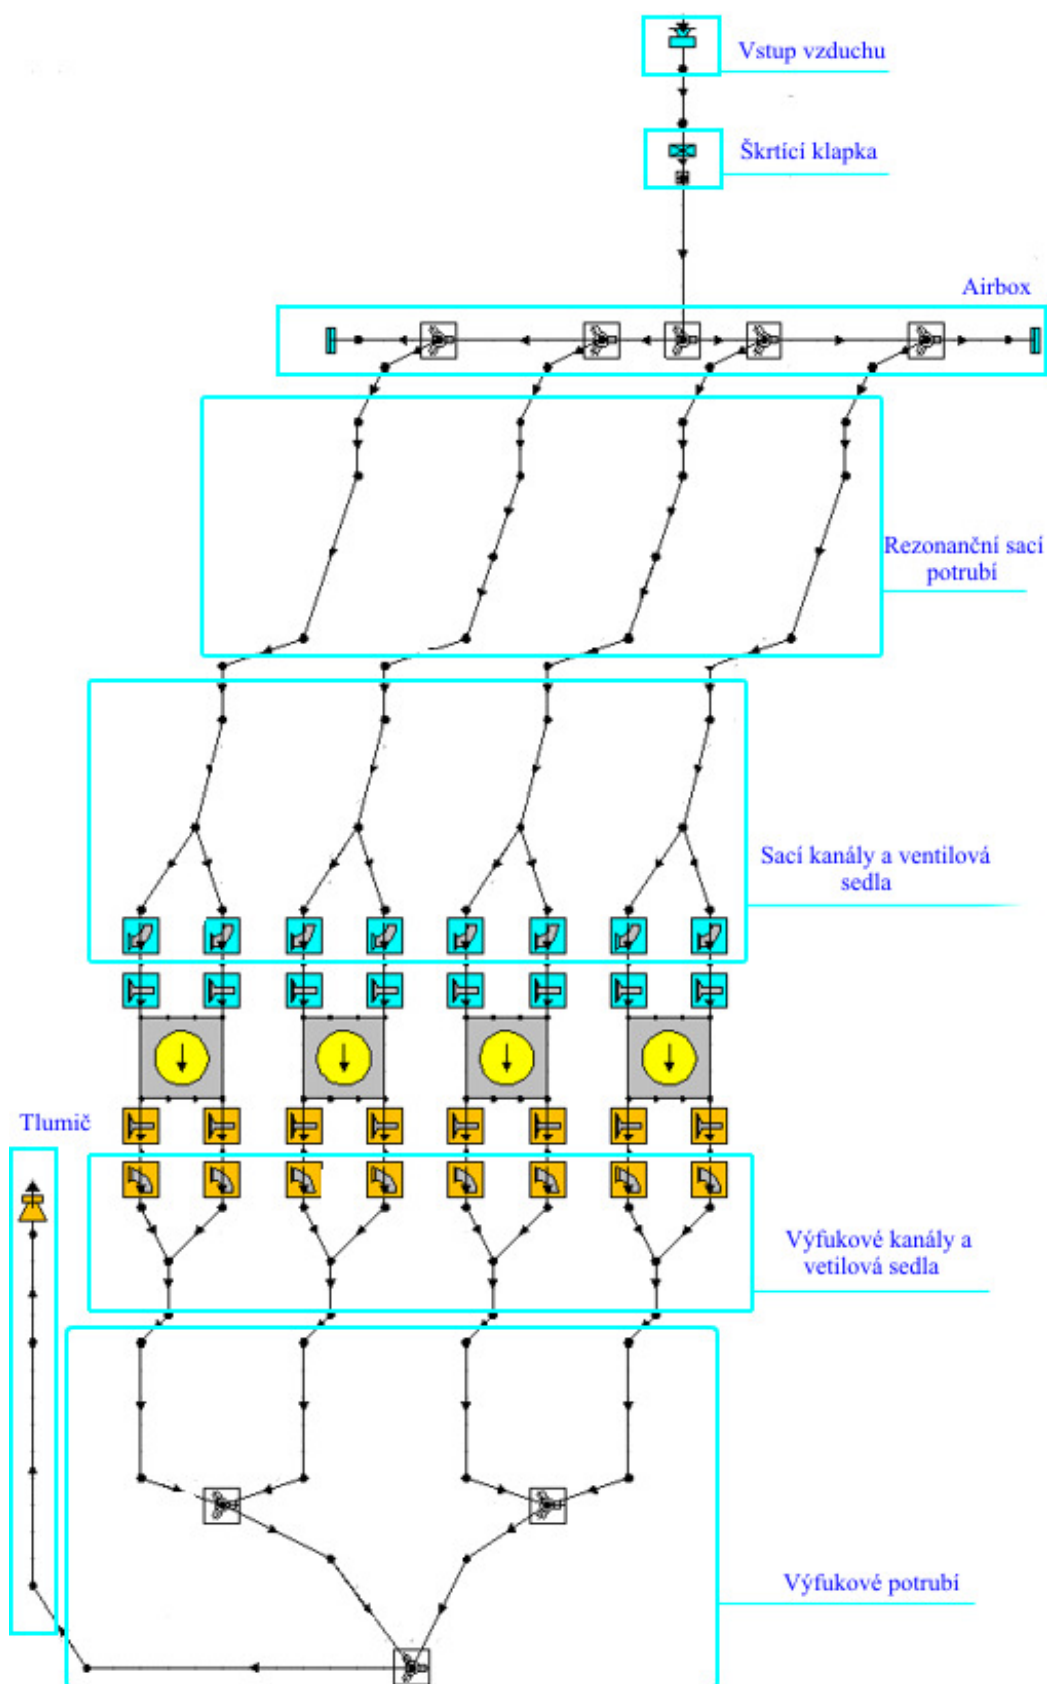 Vstup vzduchu
Škrtící klapka
Airbox
Rezonanční sací
potrubí
Sací kanály a ventilová
sedla
Tlumič
Výfukové kanály a
vetilová sedla
Výfukové potrubí